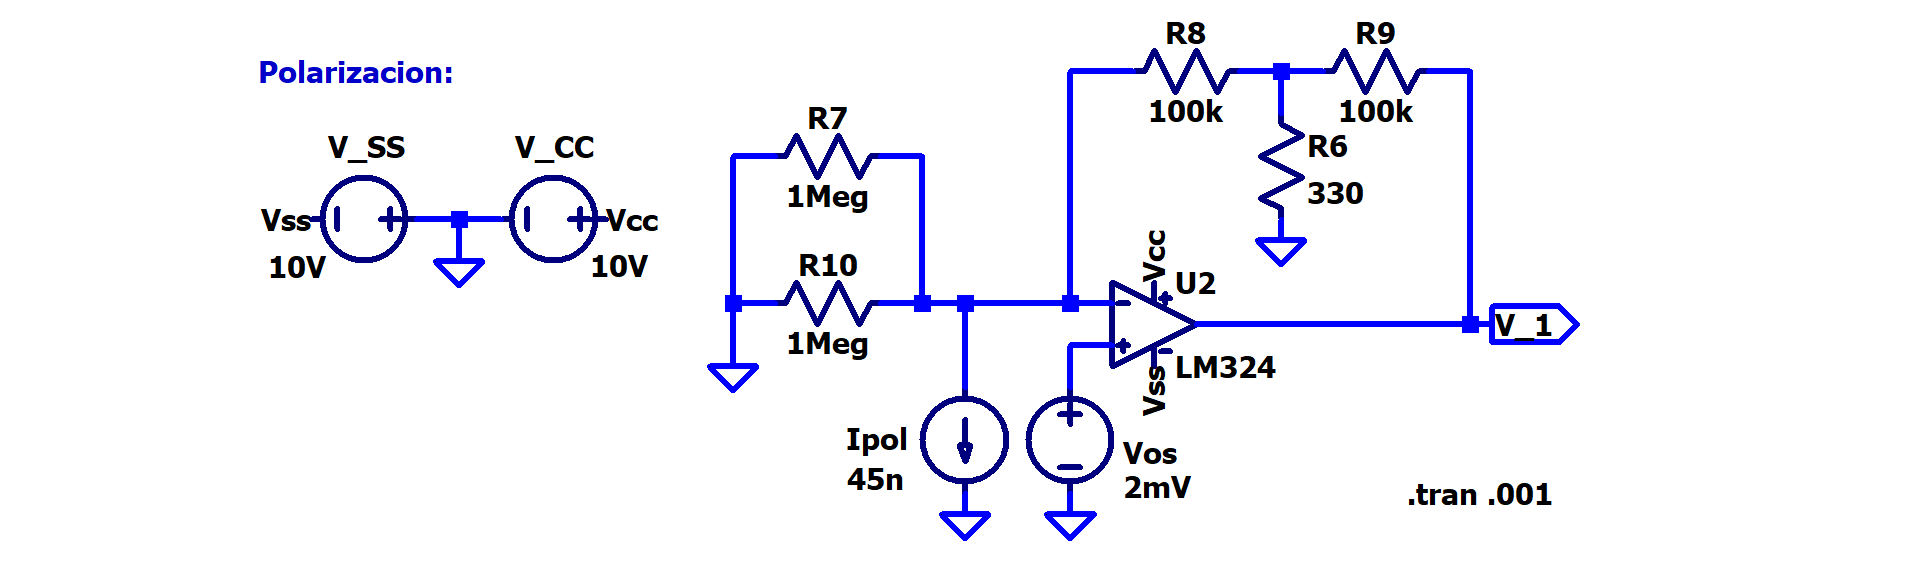 Polarizacion:
V_SS
V_CC
Vss
Vcc
10V
10V
R7
1Meg
R10
1Meg
R8
100k
R9
100k
R6
330
Vcc
U2
LM324
Vss
V_1
Ipol
45n
Vos
2mV
.tran .001